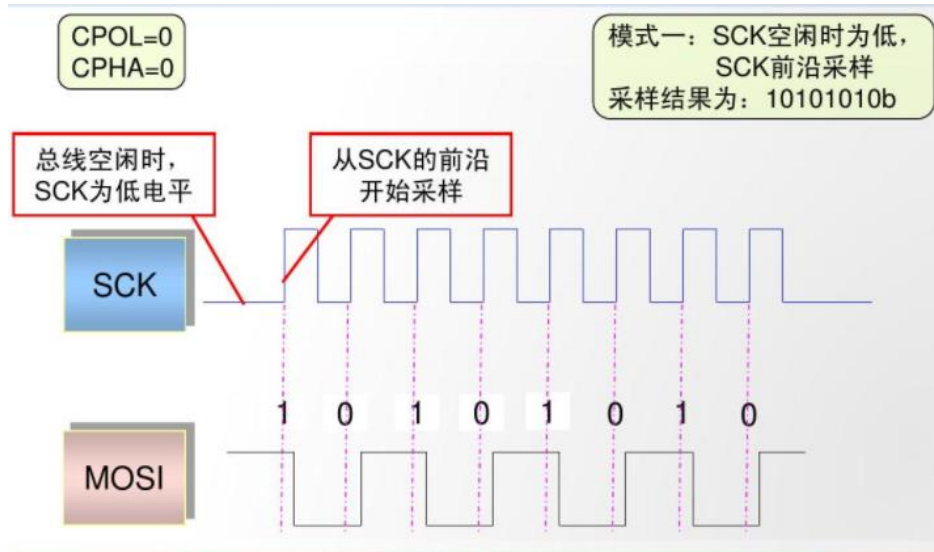 CPOL=0
CPHA=0
模式一：SCK空闲时为低，
SCK前沿采样
采样结果为：10101010b
总线空闲时，
SCK为低电平
从SCK的前沿
开始采样
SCK
1 0 1 0 1 0 1 0
MOSI